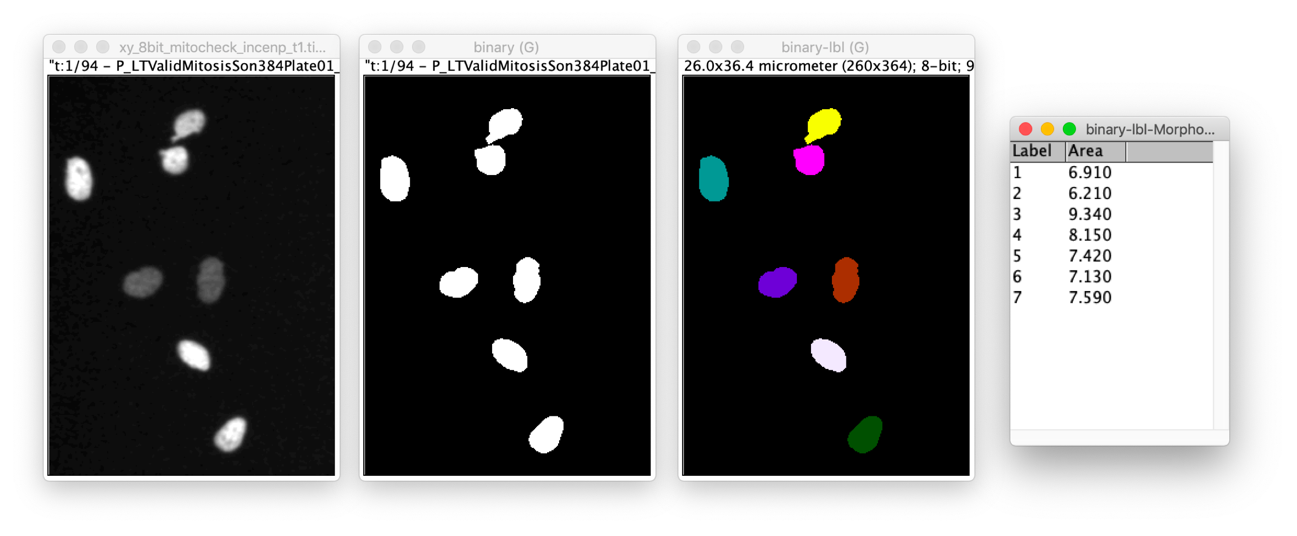 xy_8bit_mitocheck_incenp_t1.ti...
"t:1/94 – P_LTValidMitosisSon384Plate01_
binary (G)
"t:1/94 – P_LTValidMitosisSon384Plate01_
binary-lbl (G)
26.0x36.4 micrometer (260x364); 8-bit; 9
binary-lbl-Morpho...
Label Area
1 6.910
2 6.210
3 9.340
4 8.150
5 7.420
6 7.130
7 7.590